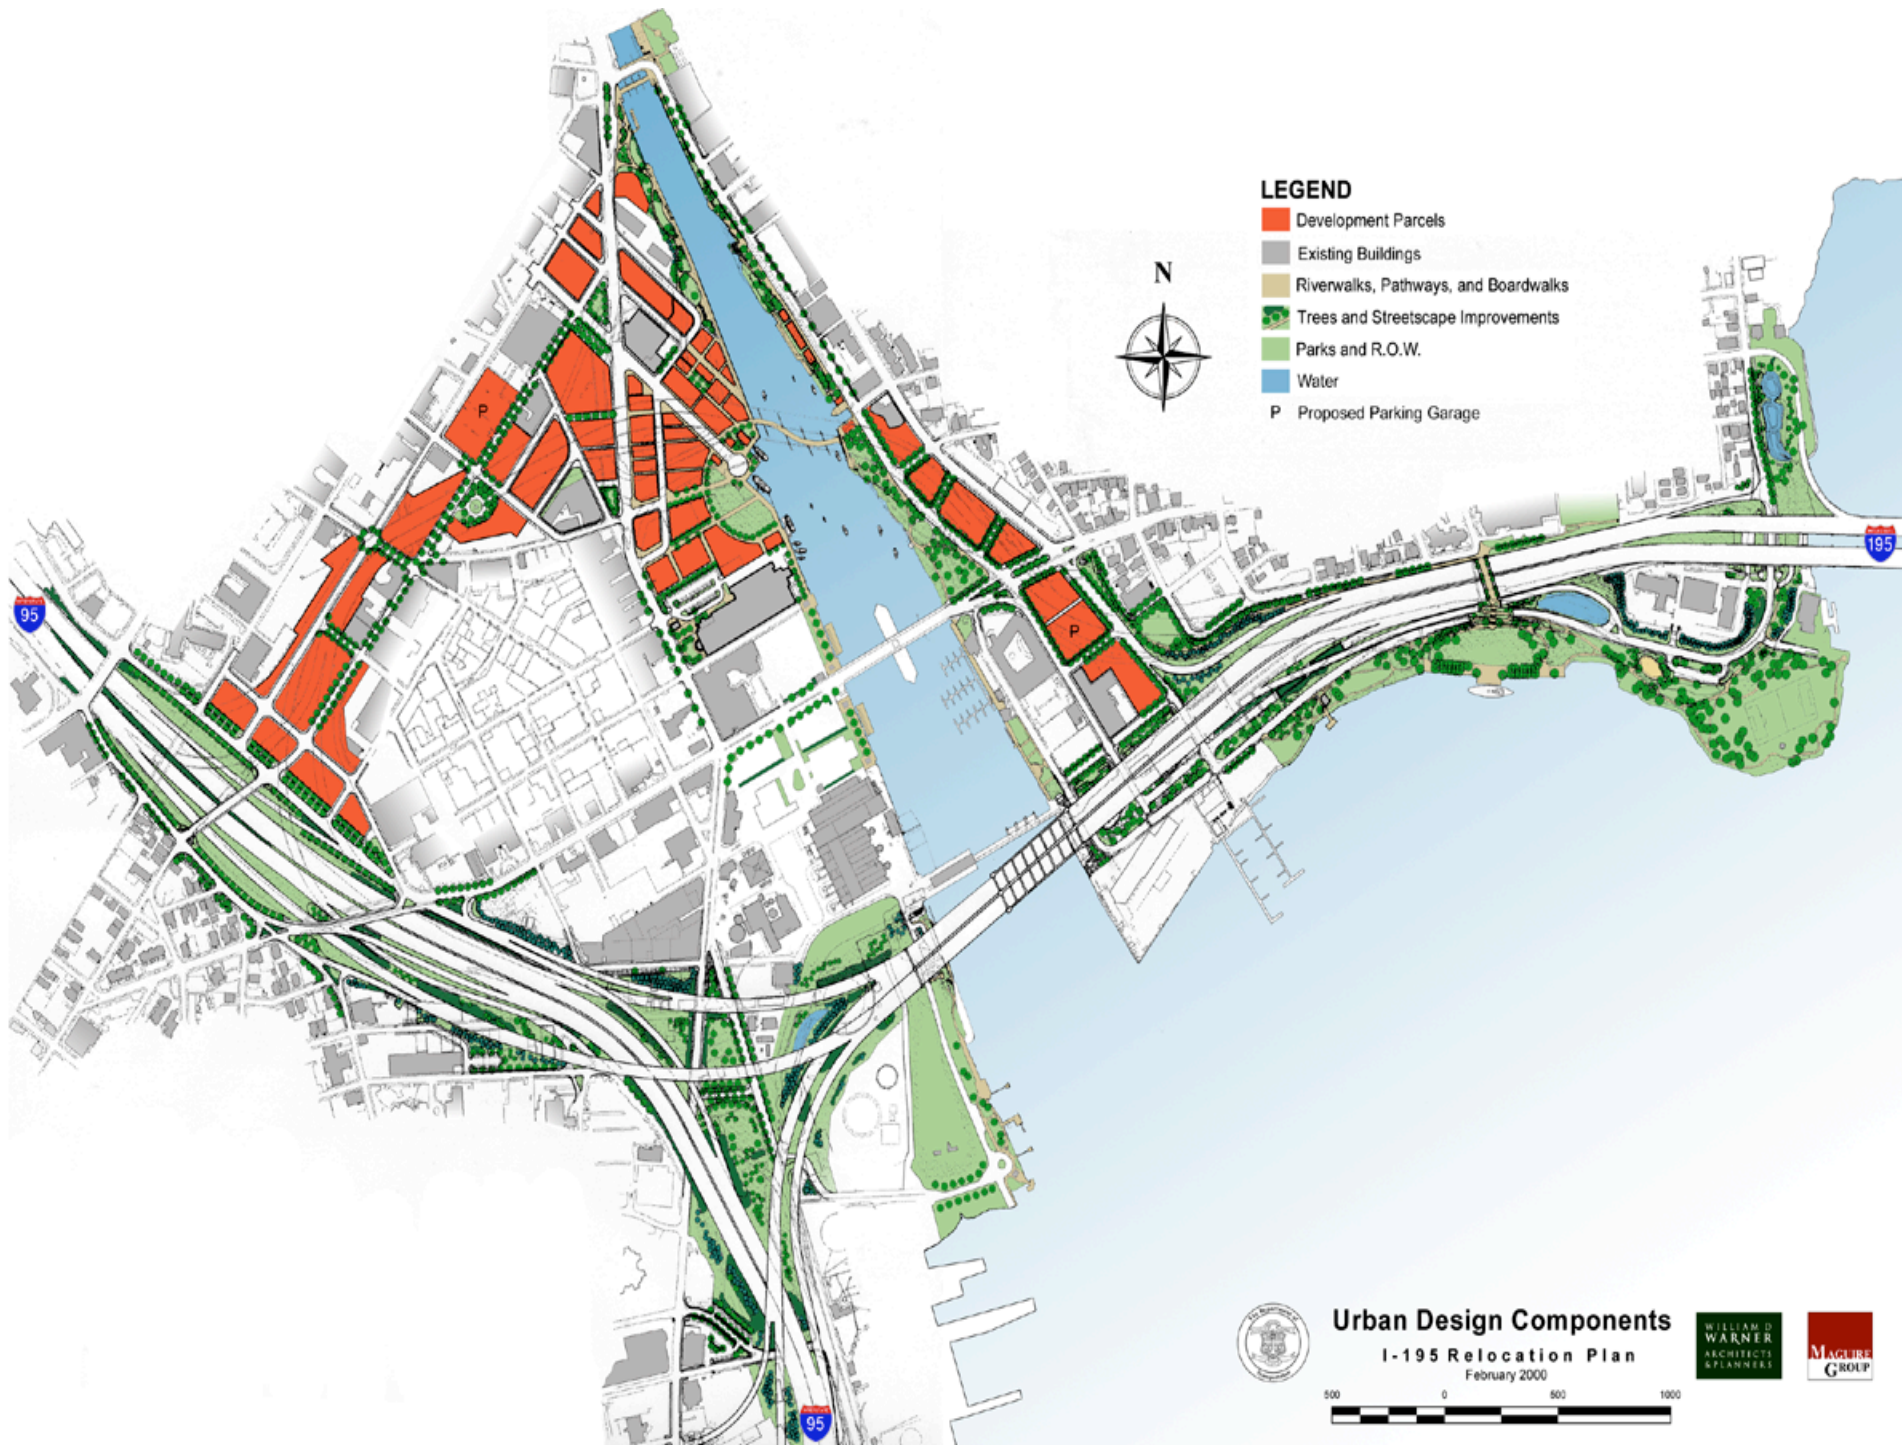 LEGEND
Development Parcels
Existing Buildings
Riverwalks, Pathways, and Boardwalks
Trees and Streetscape Improvements
Parks and R.O.W.
Water
P Proposed Parking Garage
N
P
P
195
95
95
Urban Design Components
I-195 Relocation Plan
February 2000
500 0 500 1000
WILLIAM D
WARNER
ARCHITECTS
& PLANNERS
MAGUIRE
GROUP